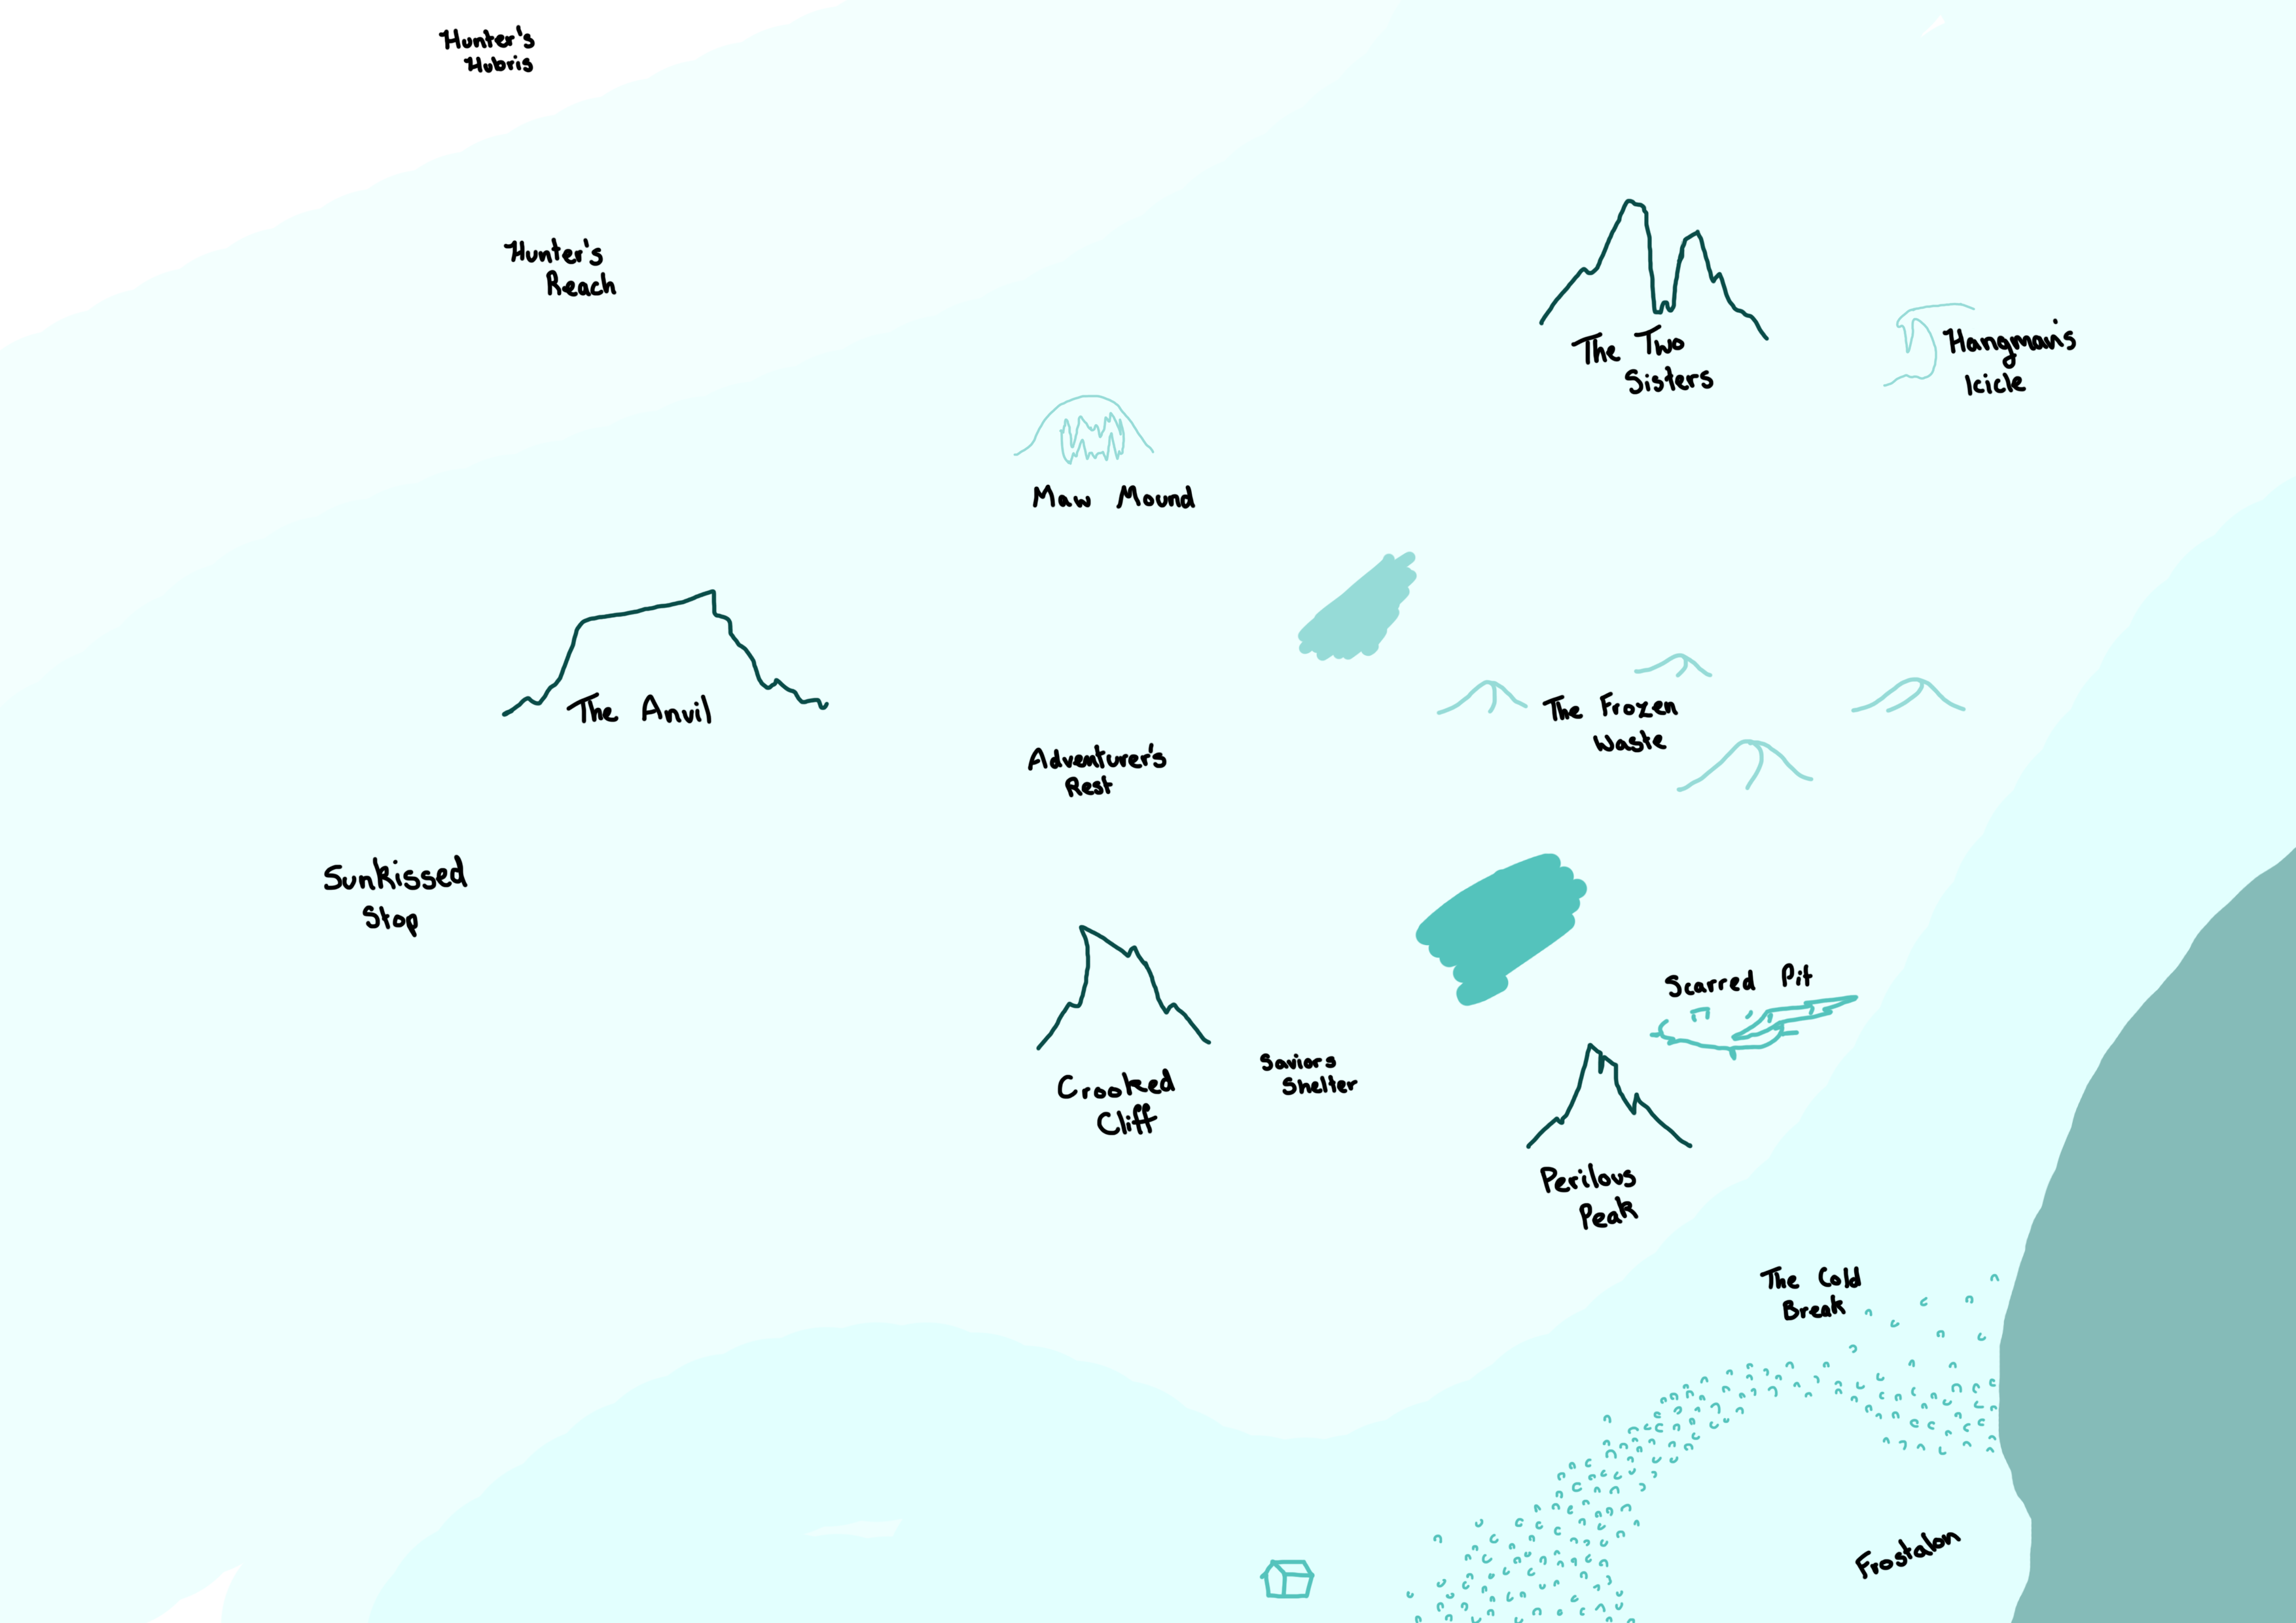 Hunter's
Hubris
Hunter's
Reach
The Two
Sisters
Hangman's
Icicle
Maw Mound
The Anvil
The Frozen
Waste
Adventurer's
Rest
Sunkissed
Stop
Scarred Pit
Crooked
Cliff
Saviors
Shelter
Perilous
Peak
The Cold
Break
Frostalon